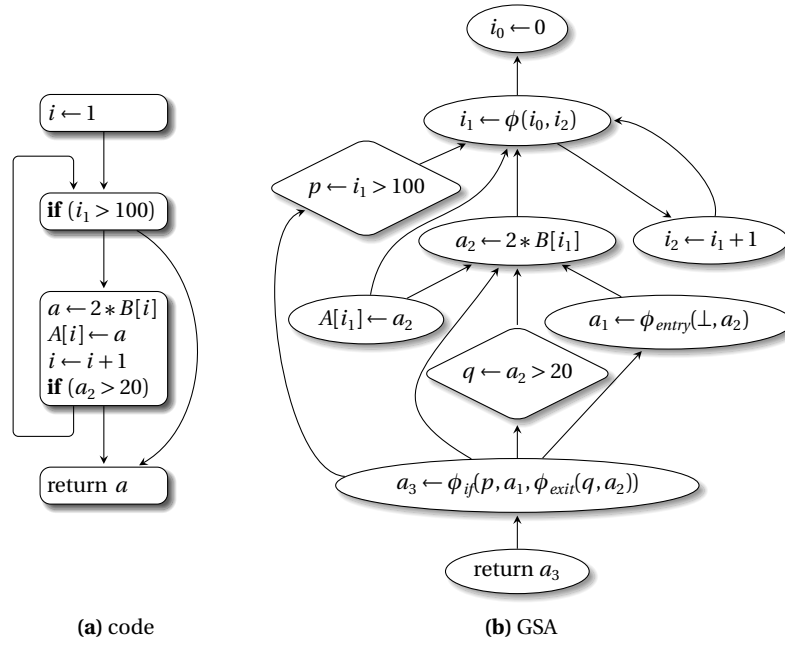 i ← 1
if (i₁ > 100)
a ← 2 * B[i]
A[i] ← a
i ← i + 1
if (a₂ > 20)
return a
(a) code
i₀ ← 0
i₁ ← ϕ(i₀, i₂)
p ← i₁ > 100
a₂ ← 2 * B[i₁]
i₂ ← i₁ + 1
A[i₁] ← a₂
a₁ ← ϕentry(⊥, a₂)
q ← a₂ > 20
a₃ ← ϕif(p, a₁, ϕexit(q, a₂))
return a₃
(b) GSA